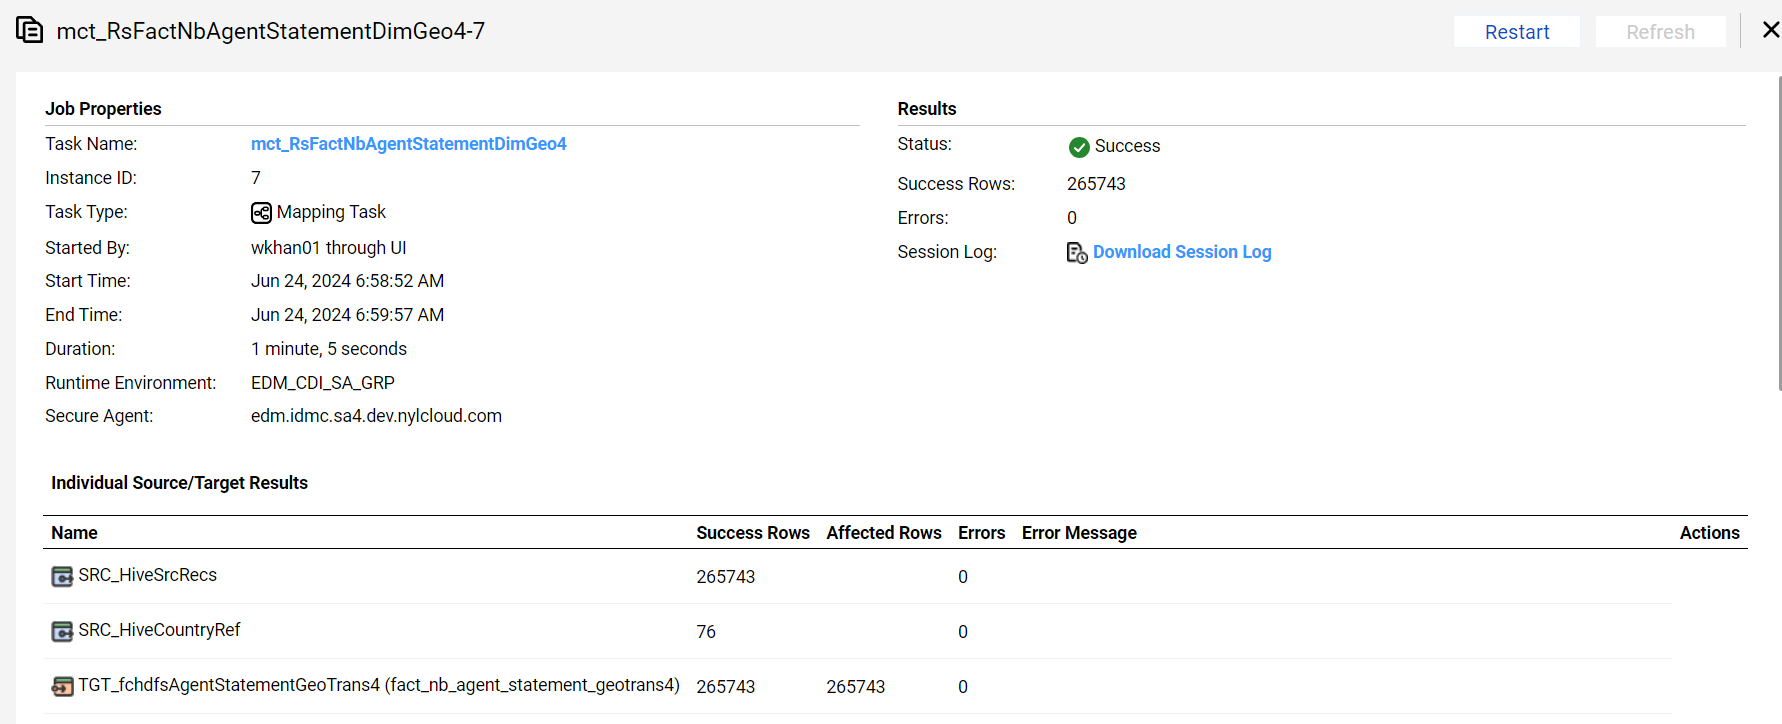 mct_RsFactNbAgentStatementDimGeo4-7
Restart
Refresh
Job Properties
Task Name: mct_RsFactNbAgentStatementDimGeo4
Instance ID: 7
Task Type: Mapping Task
Started By: wkhan01 through UI
Start Time: Jun 24, 2024 6:58:52 AM
End Time: Jun 24, 2024 6:59:57 AM
Duration: 1 minute, 5 seconds
Runtime Environment: EDM_CDI_SA_GRP
Secure Agent: edm.idmc.sa4.dev.nylcloud.com
Results
Status: Success
Success Rows: 265743
Errors: 0
Session Log: Download Session Log
Individual Source/Target Results
Name Success Rows Affected Rows Errors Error Message Actions
SRC_HiveSrcRecs 265743 0
SRC_HiveCountryRef 76 0
TGT_fchdfsAgentStatementGeoTrans4 (fact_nb_agent_statement_geotrans4) 265743 265743 0